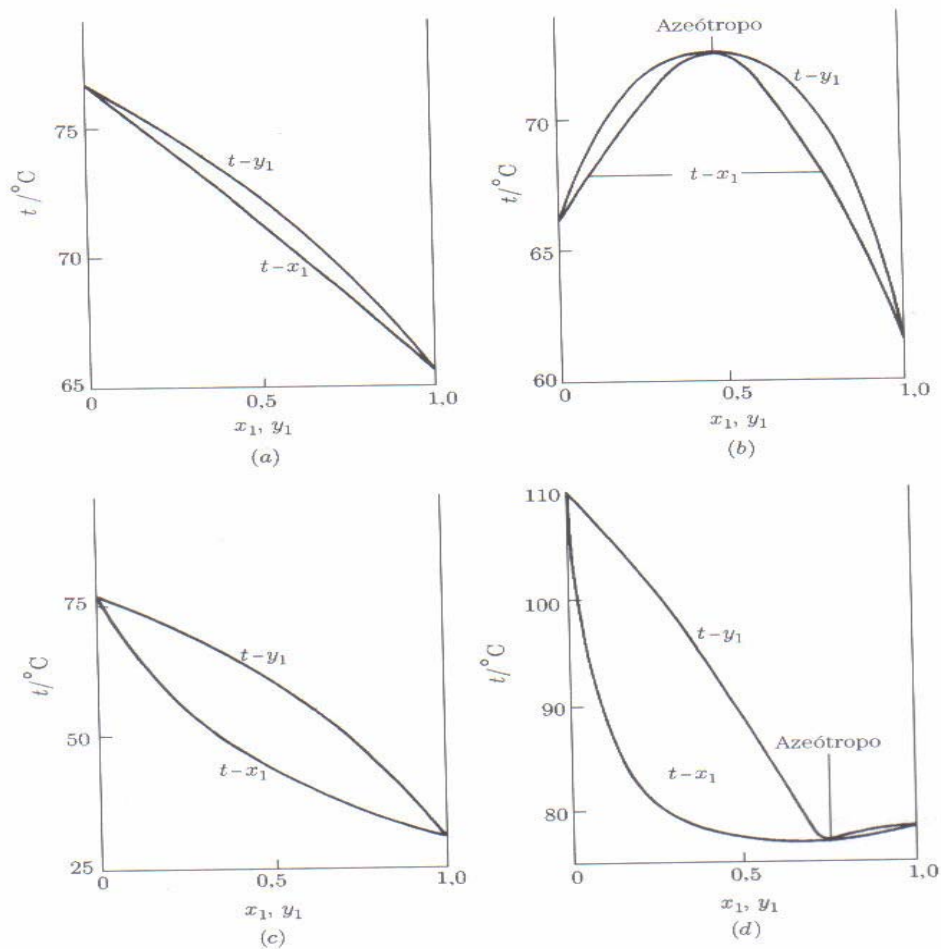 75
70
65
t/°C
t–y₁
t–x₁
0
0,5
1,0
x₁, y₁
(a)
Azeótropo
70
65
60
t/°C
t–y₁
t–x₁
0
0,5
1,0
x₁, y₁
(b)
75
50
25
t/°C
t–y₁
t–x₁
0
0,5
1,0
x₁, y₁
(c)
110
100
90
80
t/°C
t–y₁
t–x₁
Azeótropo
0
0,5
1,0
x₁, y₁
(d)